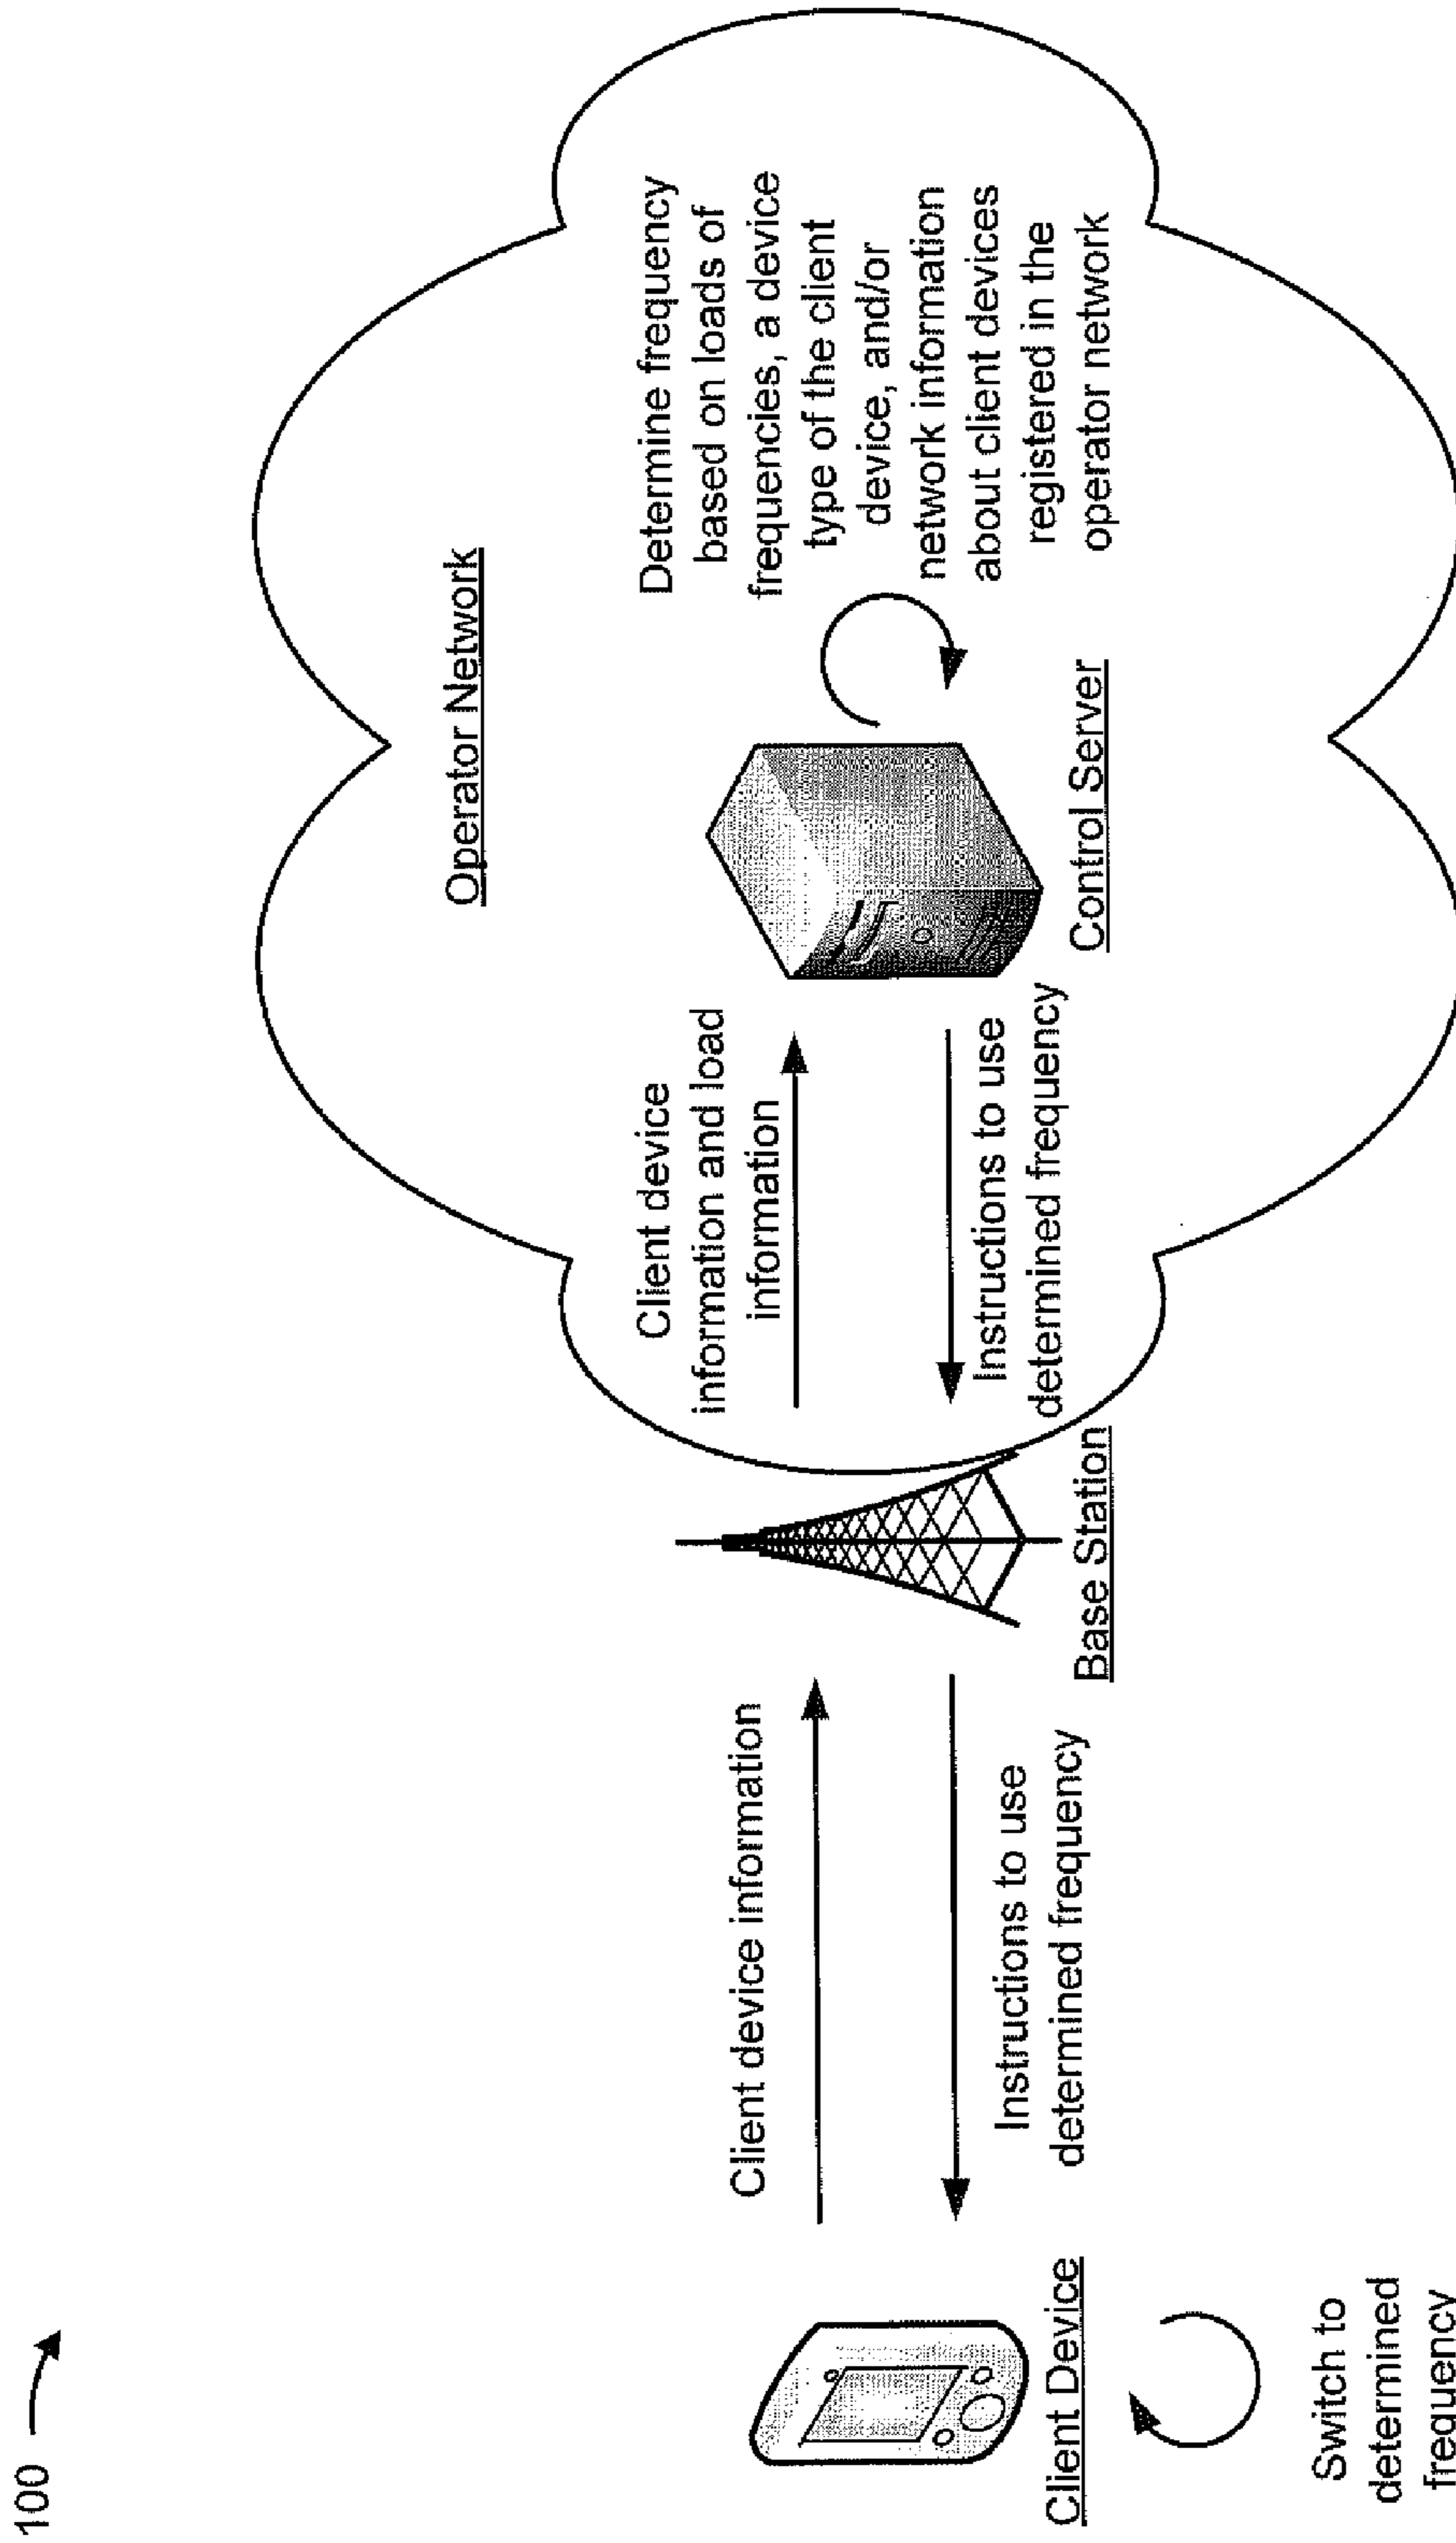 100
Operator Network
Client device
information and load
information
Determine frequency
based on loads of
frequencies, a device
type of the client
device, and/or
network information
about client devices
registered in the
operator network
Client device information
Instructions to use
determined frequency
Instructions to use
determined frequency
Client Device
Base Station
Control Server
Switch to
determined
frequency